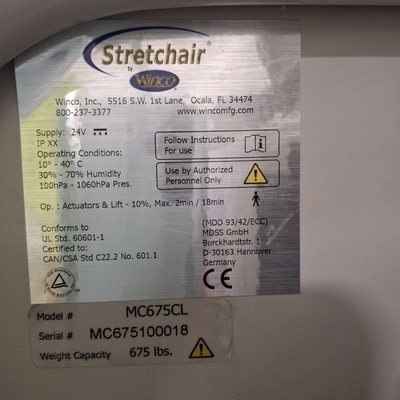 Stretchair
by
Winco
Winco, Inc., 5516 S.W. 1st Lane, Ocala, FL 34474
800-237-3377 www.wincomfg.com
Supply: 24V
IP XX
Operating Conditions:
10° - 40° C
30% - 70% Humidity
100hPa - 1060hPa Pres.
Follow Instructions
For use
Use by Authorized
Personnel Only
Op. : Actuators & Lift - 10%, Max. 2min / 18min
Conforms to
UL Std. 60601-1
Certified to:
CAN/CSA Std C22.2 No. 601.1
(MDD 93/42/ECC)
MDSS GmbH
Burckhardtstr. 1
D-30163 Hannover
Germany
CE
Model # MC675CL
Serial # MC675100018
Weight Capacity 675 lbs.